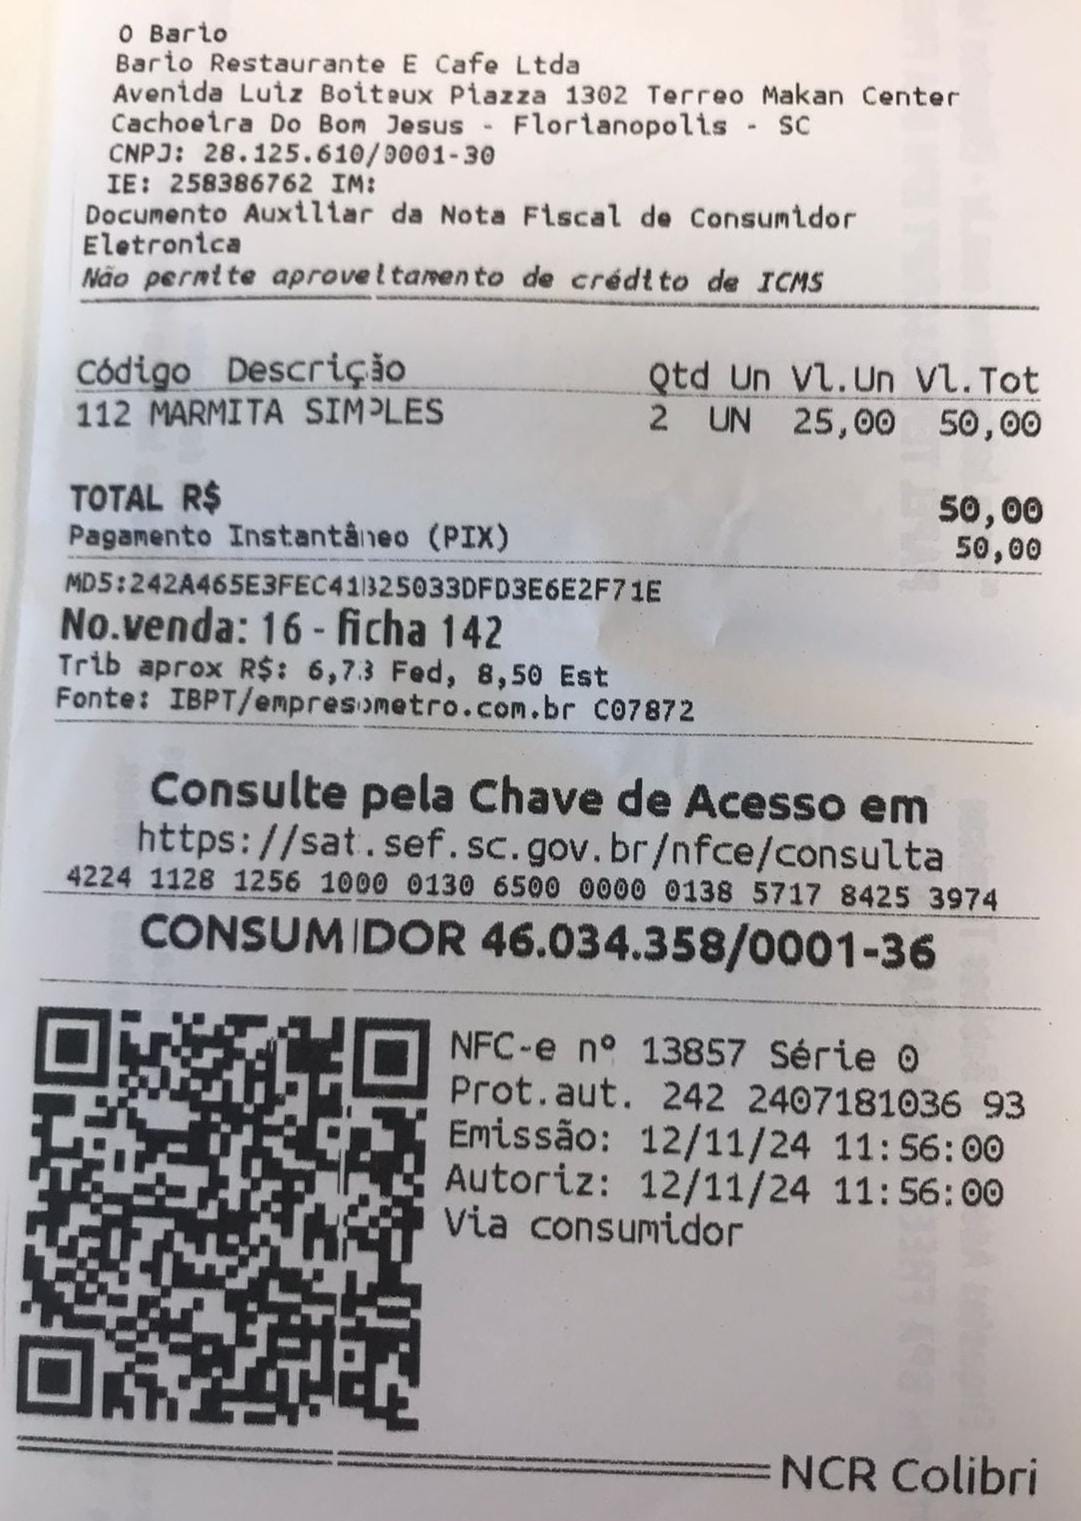 O Bario
Bario Restaurante E Cafe Ltda
Avenida Luiz Boiteux Piazza 1302 Terreo Makan Center
Cachoeira Do Bom Jesus - Florianopolis - SC
CNPJ: 28.125.610/0001-30
IE: 258386762 IM:
Documento Auxiliar da Nota Fiscal de Consumidor
Eletronica
Não permite aproveitamento de crédito de ICMS
Código Descrição Qtd Un Vl.Un Vl.Tot
112 MARMITA SIMPLES 2 UN 25,00 50,00
TOTAL R$ 50,00
Pagamento Instantâneo (PIX) 50,00
MD5:242A465E3FEC41B25033DFD3E6E2F71E
No.venda: 16 - ficha 142
Trib aprox R$: 6,73 Fed, 8,50 Est
Fonte: IBPT/empresometro.com.br C07872
Consulte pela Chave de Acesso em
https://sat.sef.sc.gov.br/nfce/consulta
4224 1128 1256 1000 0130 6500 0000 0138 5717 8425 3974
CONSUMIDOR 46.034.358/0001-36
NFC-e nº 13857 Série 0
Prot.aut. 242 2407181036 93
Emissão: 12/11/24 11:56:00
Autoriz: 12/11/24 11:56:00
Via consumidor
NCR Colibri